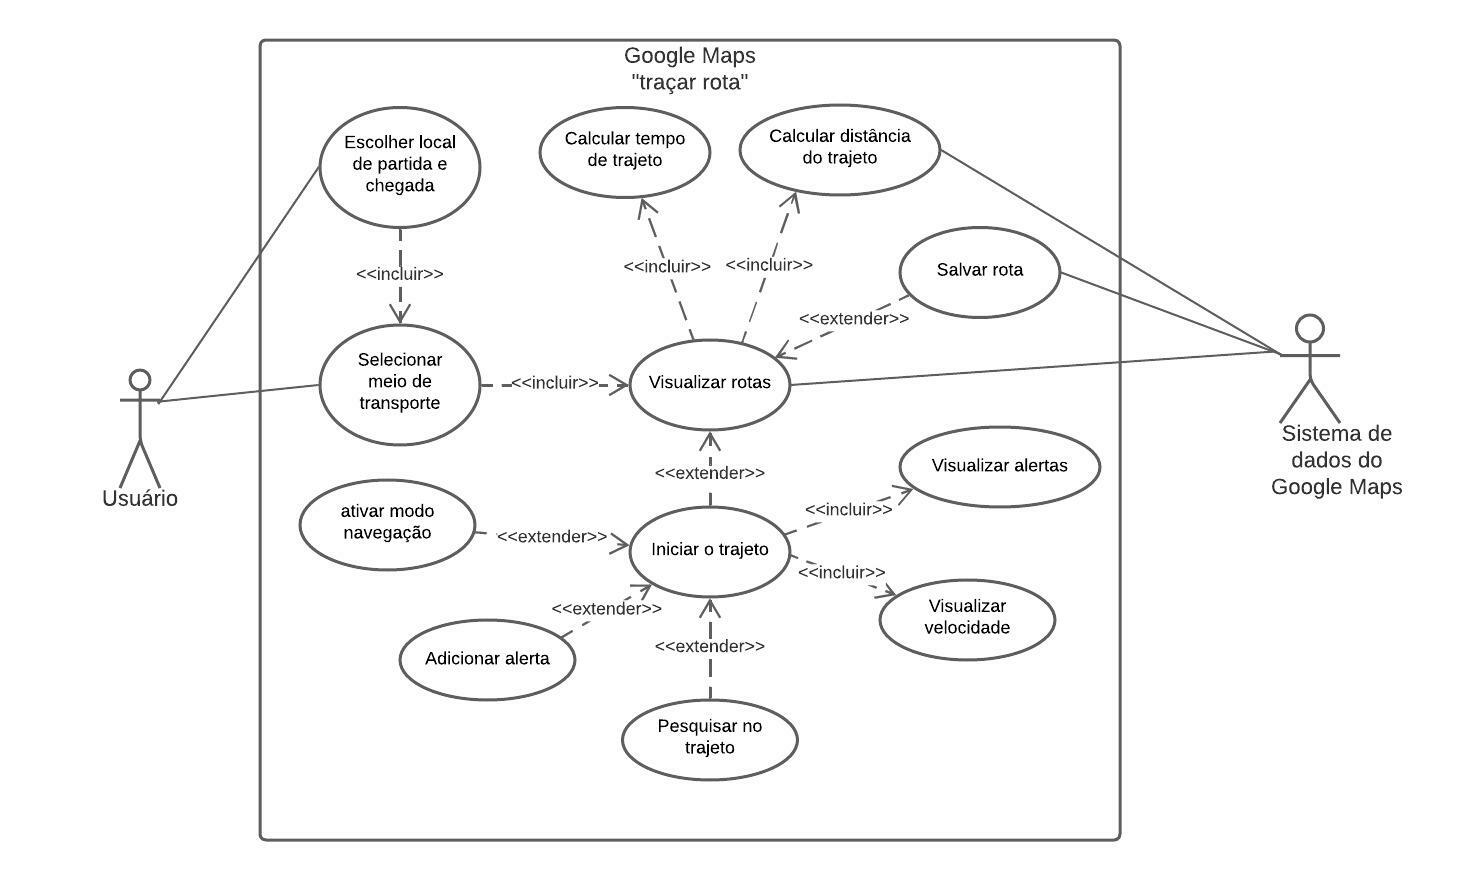 Google Maps
"traçar rota"
Escolher local
de partida e
chegada
Calcular tempo
de trajeto
Calcular distância
do trajeto
<<incluir>>
<<incluir>>
<<incluir>>
Salvar rota
<<extender>>
Selecionar
meio de
transporte
<<incluir>>
Visualizar rotas
Usuário
Sistema de
dados do
Google Maps
<<extender>>
Visualizar alertas
<<incluir>>
ativar modo
navegação
<<extender>>
Iniciar o trajeto
<<incluir>>
Visualizar
velocidade
<<extender>>
Adicionar alerta
<<extender>>
Pesquisar no
trajeto